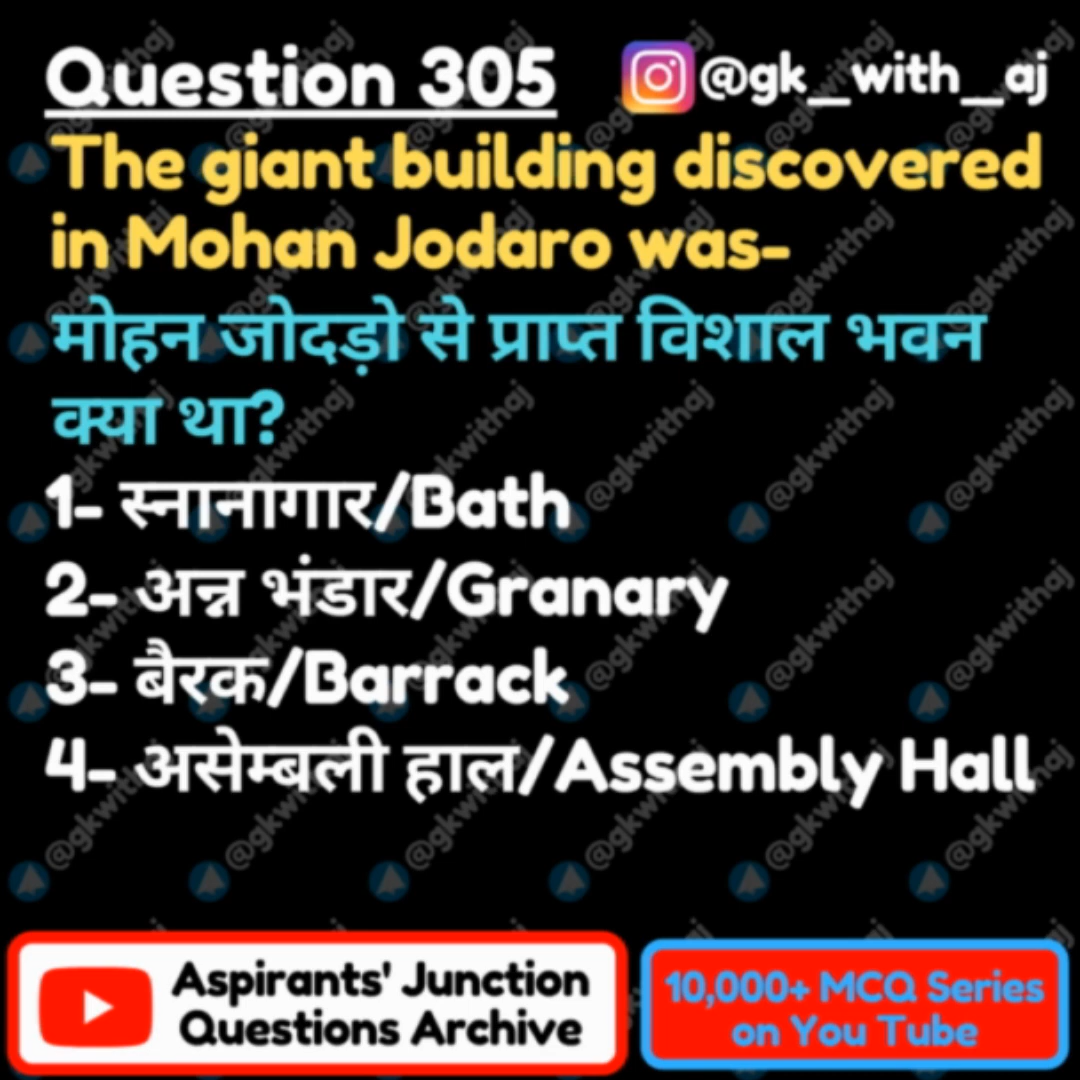 Question 305 @gk_with_aj
The giant building discovered
in Mohan Jodaro was-
मोहन जोदड़ो से प्राप्त विशाल भवन
क्या था?
1- स्नानागार/Bath
2- अन्न भंडार/Granary
3- बैरक/Barrack
4- असेम्बली हाल/Assembly Hall
@gkwithaj
Aspirants' Junction
Questions Archive
10,000+ MCQ Series
on You Tube